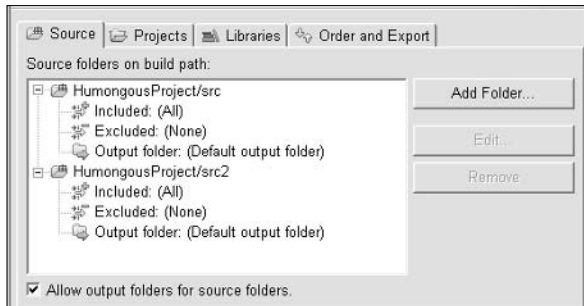 Source Projects Libraries Order and Export
Source folders on build path:
HumongousProject/src
Included: (All)
Excluded: (None)
Output folder: (Default output folder)
HumongousProject/src2
Included: (All)
Excluded: (None)
Output folder: (Default output folder)
Add Folder...
Edit...
Remove
Allow output folders for source folders.